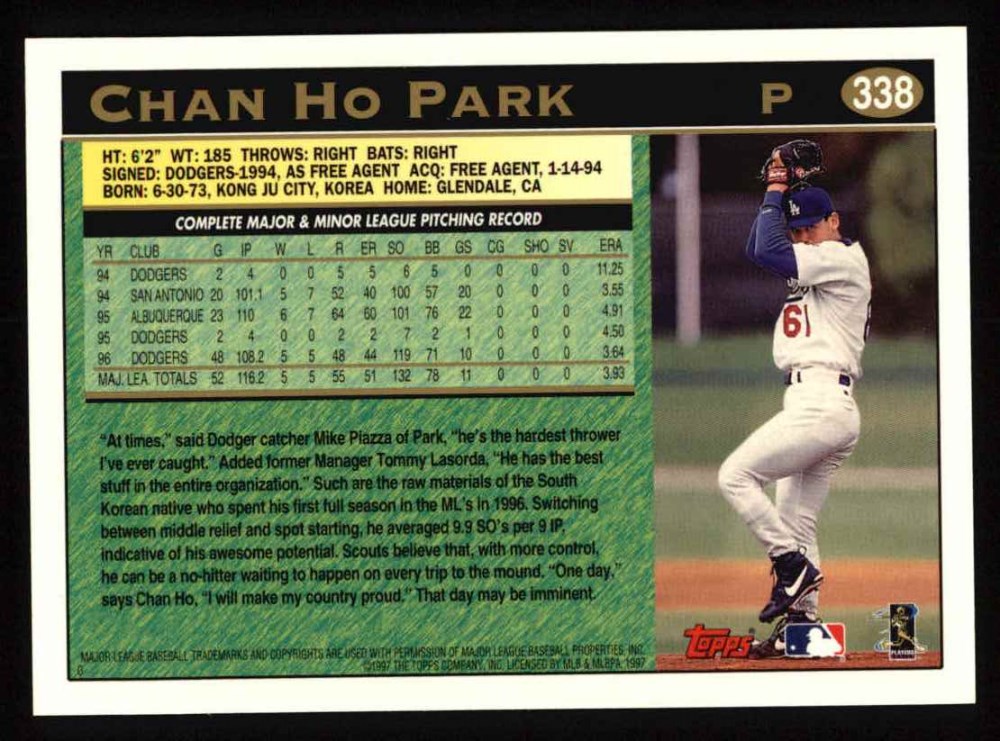 CHAN HO PARK P 338
HT: 6'2" WT: 185 THROWS: RIGHT BATS: RIGHT
SIGNED: DODGERS-1994, AS FREE AGENT ACQ: FREE AGENT, 1-14-94
BORN: 6-30-73, KONG JU CITY, KOREA HOME: GLENDALE, CA
COMPLETE MAJOR & MINOR LEAGUE PITCHING RECORD
YR CLUB G IP W L R ER SO BB GS CG SHO SV ERA
94 DODGERS 2 4 0 0 5 5 6 5 0 0 0 0 11.25
94 SAN ANTONIO 20 101.1 5 7 52 40 100 57 20 0 0 0 3.55
95 ALBUQUERQUE 23 110 6 7 64 60 101 76 22 0 0 0 4.91
95 DODGERS 2 4 0 0 2 2 7 2 1 0 0 0 4.50
96 DODGERS 48 108.2 5 5 48 44 119 71 10 0 0 0 3.64
MAJ. LEA. TOTALS 52 116.2 5 5 55 51 132 78 11 0 0 0 3.93
"At times," said Dodger catcher Mike Piazza of Park, "he's the hardest thrower
I've ever caught." Added former Manager Tommy Lasorda, "He has the best
stuff in the entire organization." Such are the raw materials of the South
Korean native who spent his first full season in the ML's in 1996. Switching
between middle relief and spot starting, he averaged 9.9 SO's per 9 IP,
indicative of his awesome potential. Scouts believe that, with more control,
he can be a no-hitter waiting to happen on every trip to the mound. "One day,"
says Chan Ho, "I will make my country proud." That day may be imminent.
MAJOR LEAGUE BASEBALL TRADEMARKS AND COPYRIGHTS ARE USED WITH PERMISSION OF MAJOR LEAGUE BASEBALL PROPERTIES, INC.
©1997 THE TOPPS COMPANY, INC. LICENSED BY MLB & MLBPA 1997
LA
61
Topps
PLAYERS